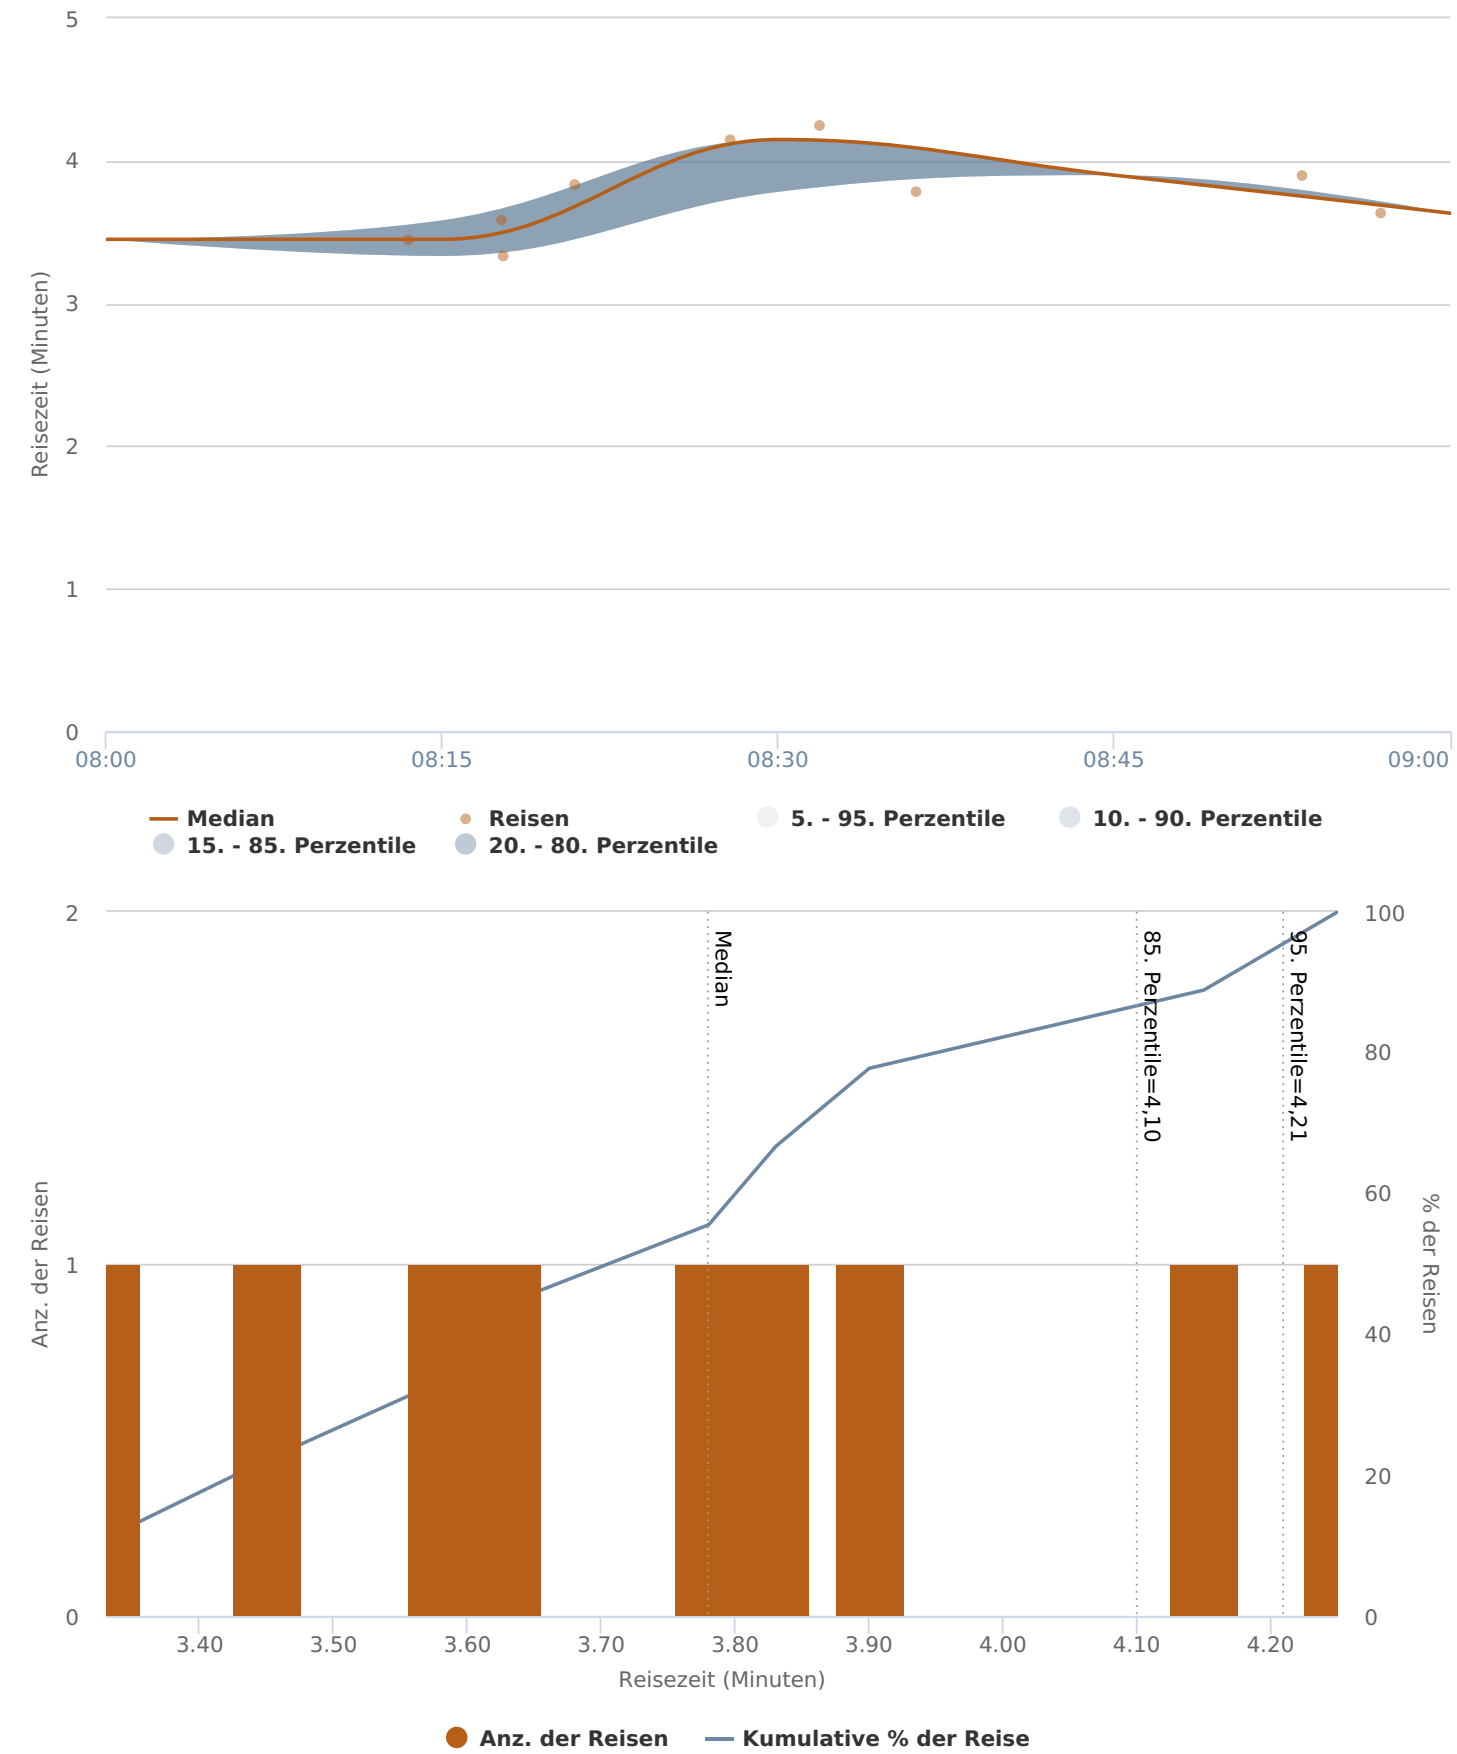 5
4
3
2
1
0
Reisezeit (Minuten)
08:00 08:15 08:30 08:45 09:00
Median Reisen 5. - 95. Perzentile 10. - 90. Perzentile
15. - 85. Perzentile 20. - 80. Perzentile
2
1
0
Anz. der Reisen
Median
85. Perzentile=4,10
95. Perzentile=4,21
100
80
60
40
20
0
% der Reisen
3.40 3.50 3.60 3.70 3.80 3.90 4.00 4.10 4.20
Reisezeit (Minuten)
Anz. der Reisen Kumulative % der Reise